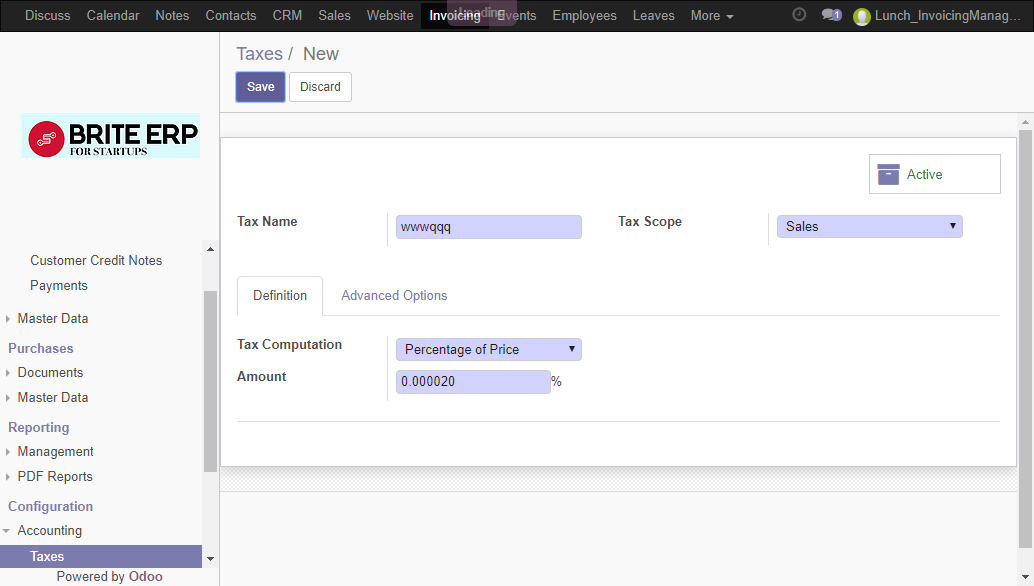 Discuss Calendar Notes Contacts CRM Sales Website Invoicing Loading Events Employees Leaves More 1 Lunch_InvoicingManag...
Taxes / New
Save Discard
BRITE ERP
FOR STARTUPS
Active
Tax Name wwwqqq Tax Scope Sales
Customer Credit Notes
Payments
Master Data
Purchases
Documents
Master Data
Reporting
Management
PDF Reports
Configuration
Accounting
Taxes
Powered by Odoo
Definition Advanced Options
Tax Computation Percentage of Price
Amount 0.000020 %